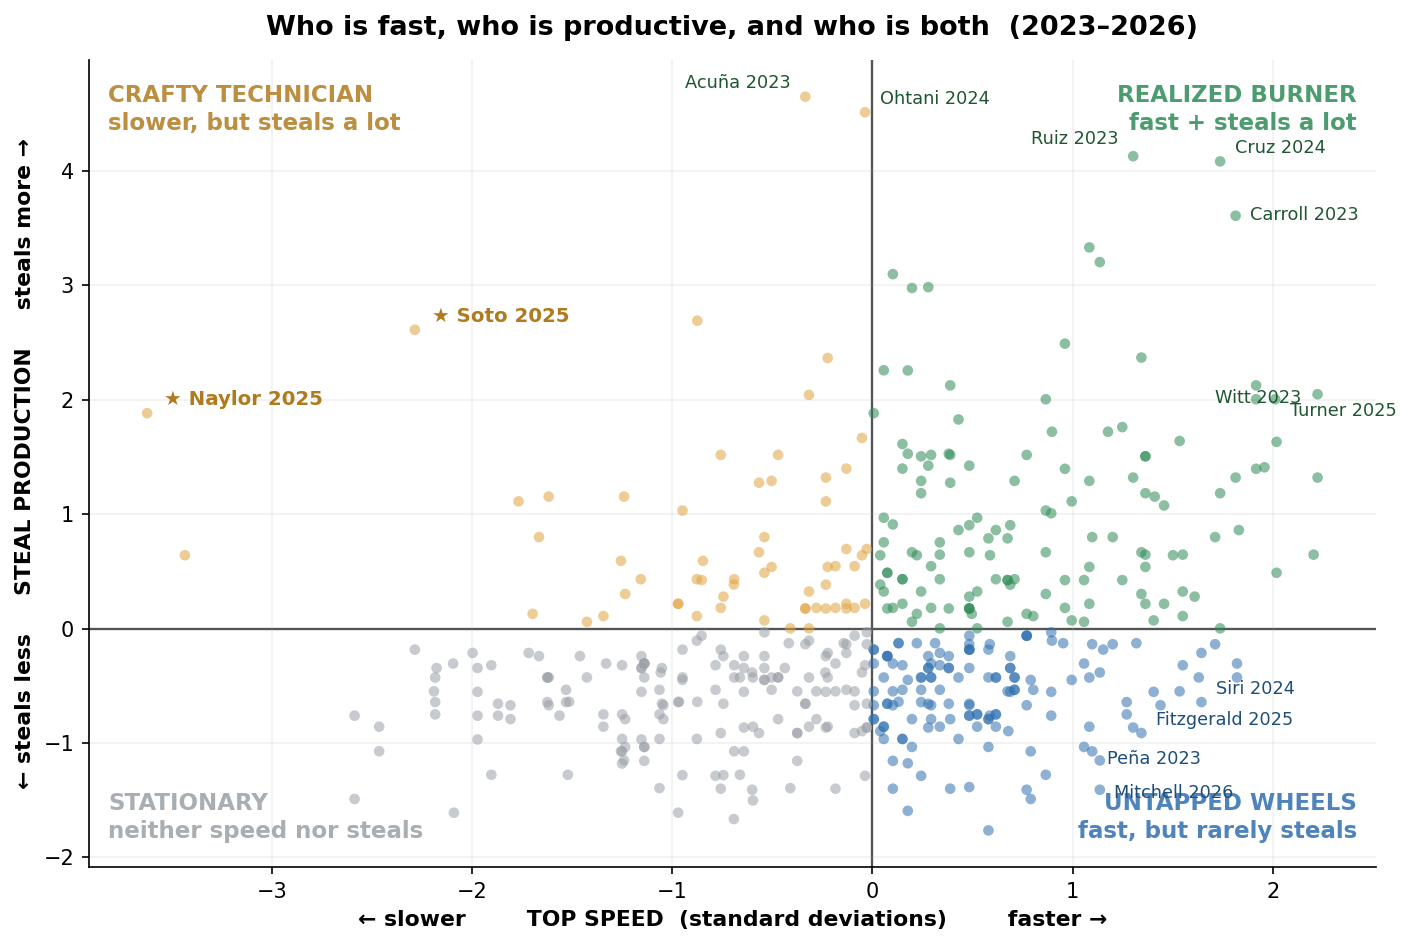 Who is fast, who is productive, and who is both (2023–2026)
CRAFTY TECHNICIAN
slower, but steals a lot
REALIZED BURNER
fast + steals a lot
Acuña 2023
Ohtani 2024
Ruiz 2023
Cruz 2024
Carroll 2023
★ Soto 2025
★ Naylor 2025
Witt 2023
Turner 2025
Siri 2024
Fitzgerald 2025
Peña 2023
Mitchell 2026
STATIONARY
neither speed nor steals
UNTAPPED WHEELS
fast, but rarely steals
4
3
2
1
0
−1
−2
← steals less STEAL PRODUCTION steals more →
−3
−2
−1
0
1
2
← slower TOP SPEED (standard deviations) faster →